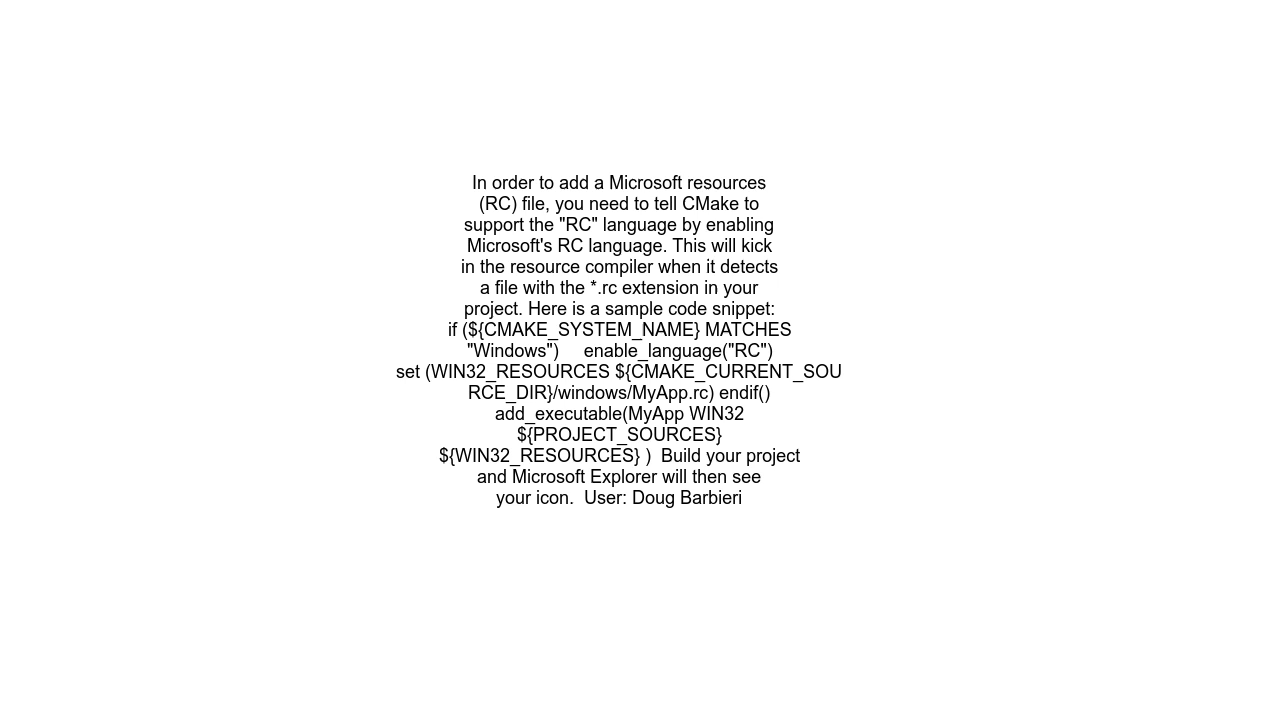 In order to add a Microsoft resources
(RC) file, you need to tell CMake to
support the "RC" language by enabling
Microsoft's RC language. This will kick
in the resource compiler when it detects
a file with the *.rc extension in your
project. Here is a sample code snippet:
if (${CMAKE_SYSTEM_NAME} MATCHES
"Windows")     enable_language("RC")
set (WIN32_RESOURCES ${CMAKE_CURRENT_SOU
RCE_DIR}/windows/MyApp.rc) endif()
add_executable(MyApp WIN32
${PROJECT_SOURCES}
${WIN32_RESOURCES} )  Build your project
and Microsoft Explorer will then see
your icon.  User: Doug Barbieri